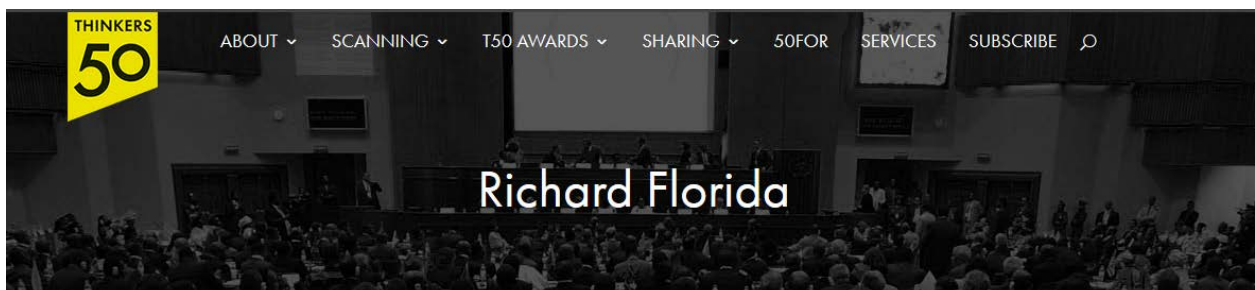 THINKERS
50
ABOUT SCANNING T50 AWARDS SHARING 50FOR SERVICES SUBSCRIBE
Richard Florida